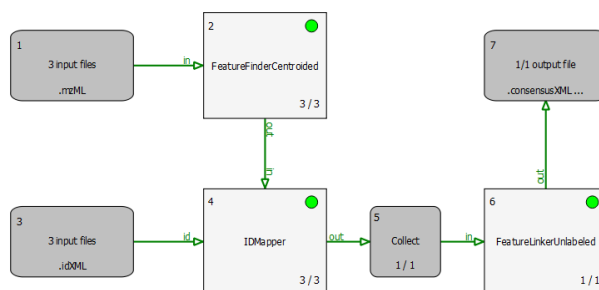 1
3 input files
.mzML
in
2
FeatureFinderCentroided
3 / 3
out
in
3
3 input files
.idXML
id
4
IDMapper
3 / 3
out
5
Collect
1 / 1
in
6
FeatureLinkerUnlabeled
1 / 1
out
7
1/1 output file
.consensusXML ...